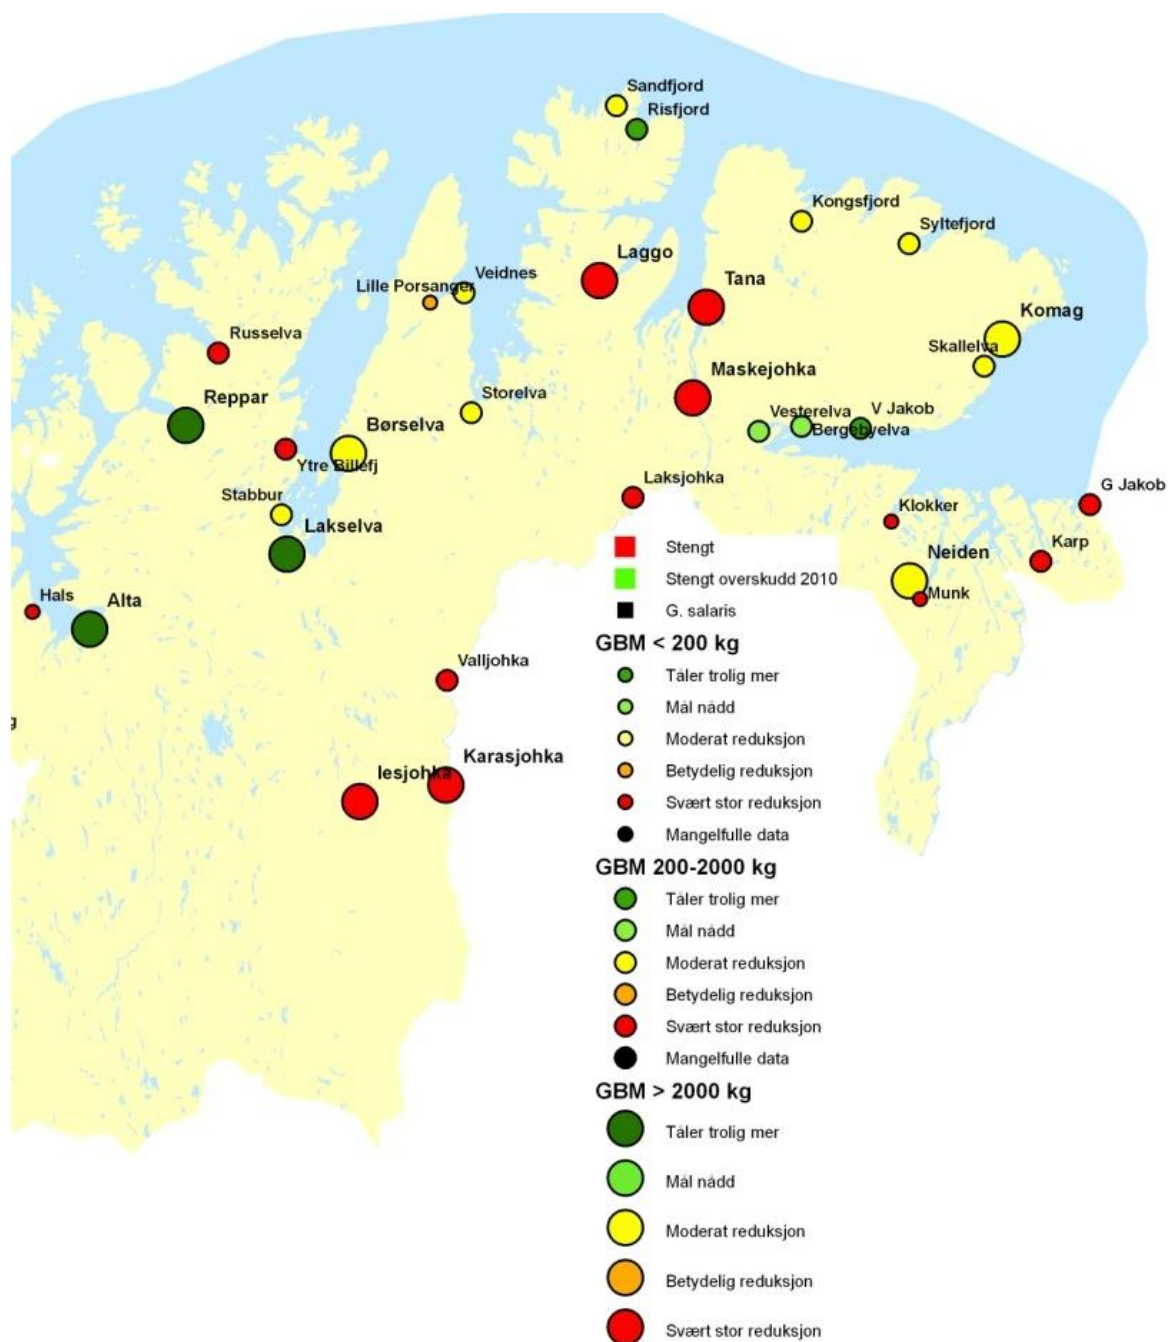 Sandfjord
Risfjord
Kongsfjord
Syltefjord
Laggo
Veidnes
Lille Porsanger
Tana
Komag
Russelva
Skallelva
Maskejohka
Reppar
Storelva
Vesterelva
V Jakob
Børselva
Bergebyelva
Ytre Billefj
Laksjohka
G Jakob
Stabbur
Klokker
Lakselva
Karp
Neiden
Hals
Alta
Munk
Valljohka
g
Karasjohka
Iesjohka
Stengt
Stengt overskudd 2010
G. salaris
GBM < 200 kg
Tåler trolig mer
Mål nådd
Moderat reduksjon
Betydelig reduksjon
Svært stor reduksjon
Mangelfulle data
GBM 200-2000 kg
Tåler trolig mer
Mål nådd
Moderat reduksjon
Betydelig reduksjon
Svært stor reduksjon
Mangelfulle data
GBM > 2000 kg
Tåler trolig mer
Mål nådd
Moderat reduksjon
Betydelig reduksjon
Svært stor reduksjon